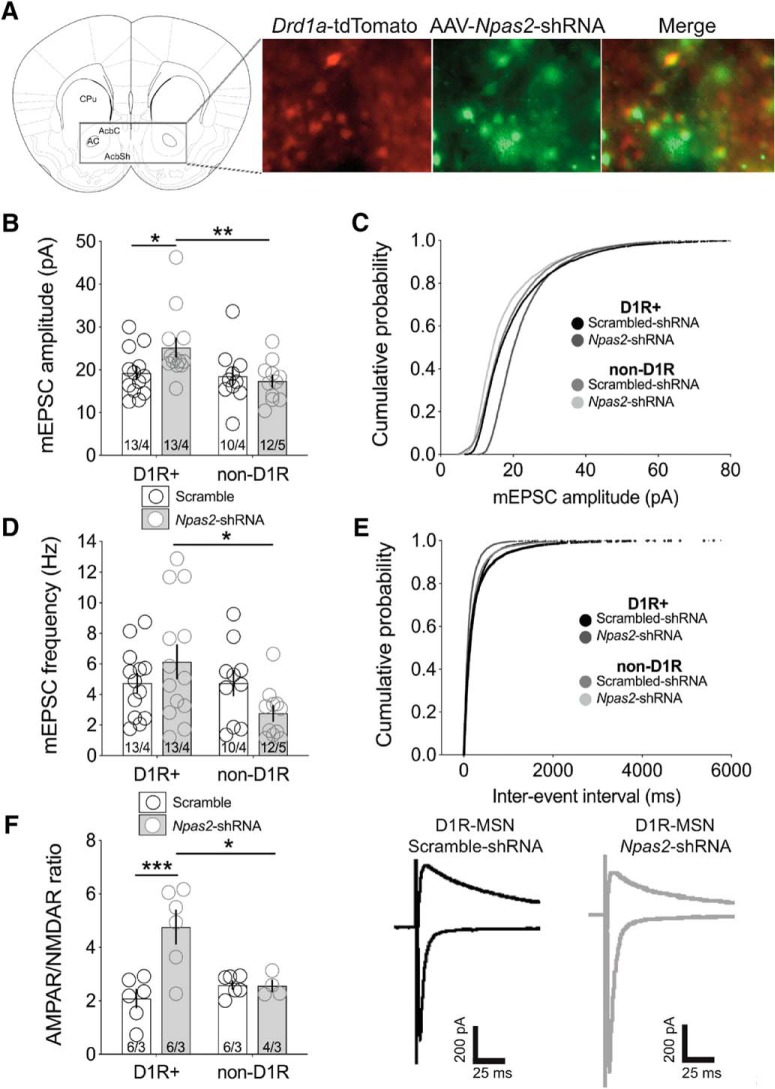 A
Drd1a-tdTomato AAV-Npas2-shRNA Merge
CPu
AcbC
AC
AcbSh
B
mEPSC amplitude (pA)
50
40
30
20
10
0
* **
13/4 13/4 10/4 12/5
D1R+ non-D1R
Scramble
Npas2-shRNA
C
Cumulative probability
1.0
0.8
0.6
0.4
0.2
0.0
D1R+
Scrambled-shRNA
Npas2-shRNA
non-D1R
Scrambled-shRNA
Npas2-shRNA
20 40 60 80
mEPSC amplitude (pA)
D
mEPSC frequency (Hz)
14
12
10
8
6
4
2
0
*
13/4 13/4 10/4 12/5
D1R+ non-D1R
Scramble
Npas2-shRNA
E
Cumulative probability
1.0
0.8
0.6
0.4
0.2
0.0
D1R+
Scrambled-shRNA
Npas2-shRNA
non-D1R
Scrambled-shRNA
Npas2-shRNA
0 2000 4000 6000
Inter-event interval (ms)
F
AMPAR/NMDAR ratio
8
6
4
2
0
*** *
6/3 6/3 6/3 4/3
D1R+ non-D1R
D1R-MSN
Scramble-shRNA
200 pA
25 ms
D1R-MSN
Npas2-shRNA
200 pA
25 ms